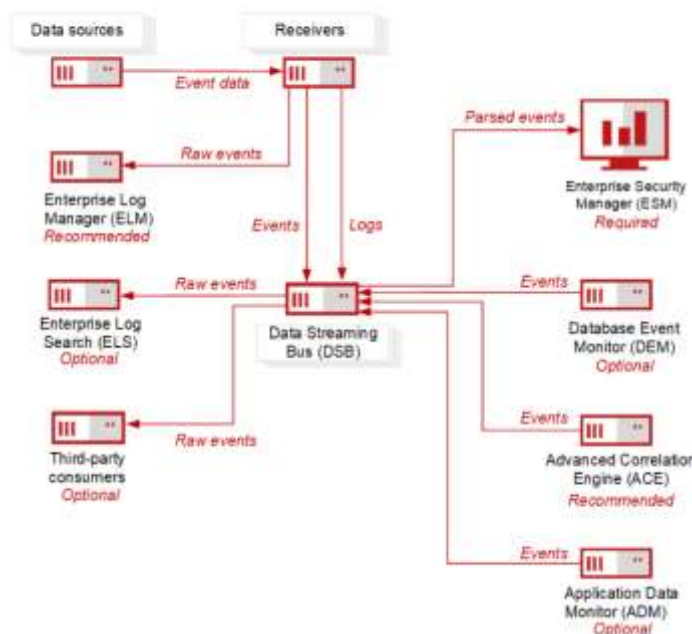 Data sources
Receivers
Event data
Parsed events
Raw events
Enterprise Log
Manager (ELM)
Recommended
Enterprise Security
Manager (ESM)
Required
Events
Logs
Raw events
Events
Enterprise Log
Search (ELS)
Optional
Data Streaming
Bus (DSB)
Database Event
Monitor (DEM)
Optional
Raw events
Events
Third-party
consumers
Optional
Advanced Correlation
Engine (ACE)
Recommended
Events
Application Data
Monitor (ADM)
Optional